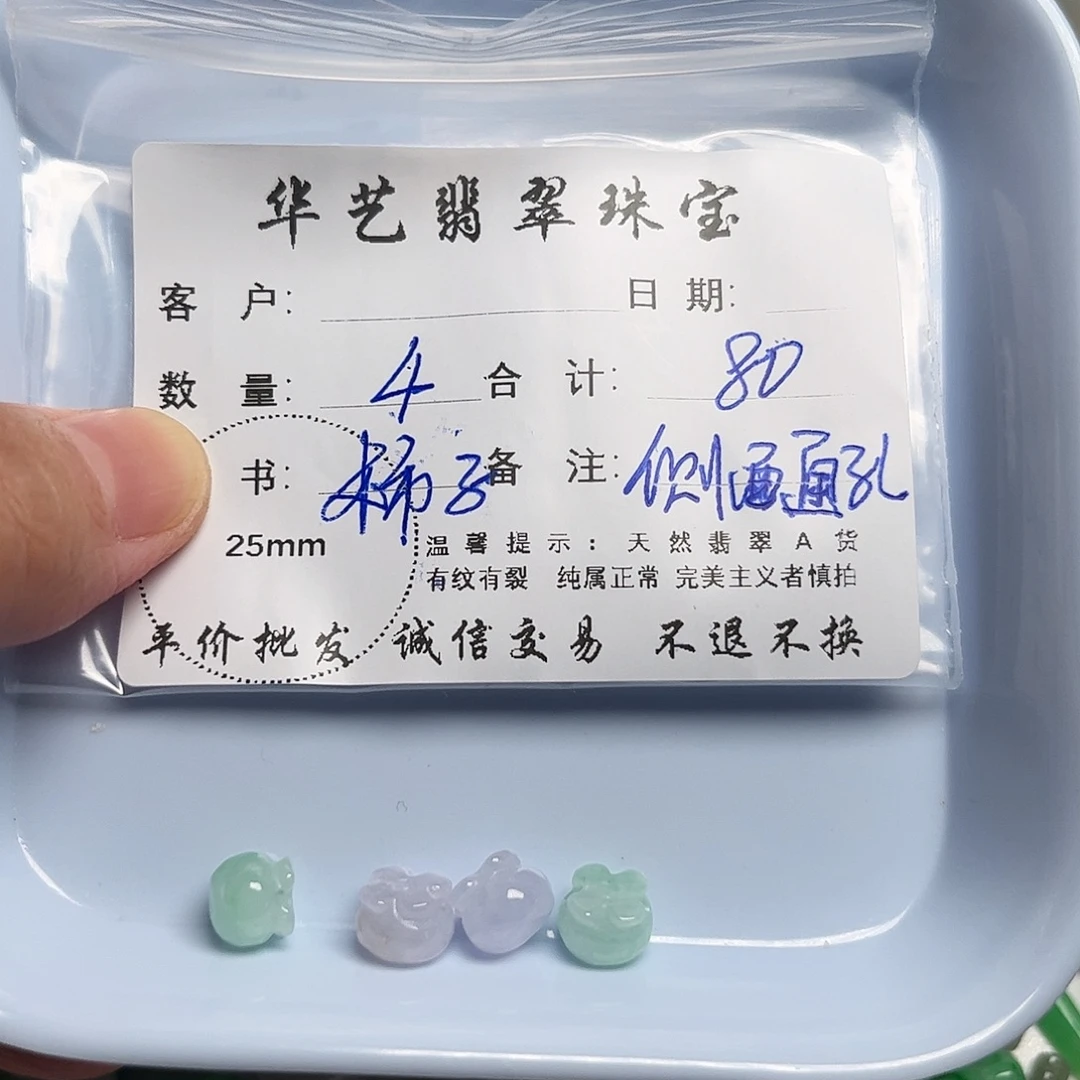 华艺翡翠珠宝
客 户: 日 期:
数 量: 4 合 计: 80
书: 柿子 备 注: 侧面通孔
25mm
温馨提示: 天然翡翠A货
有纹有裂 纯属正常 完美主义者慎拍
平价批发 诚信交易 不退不换